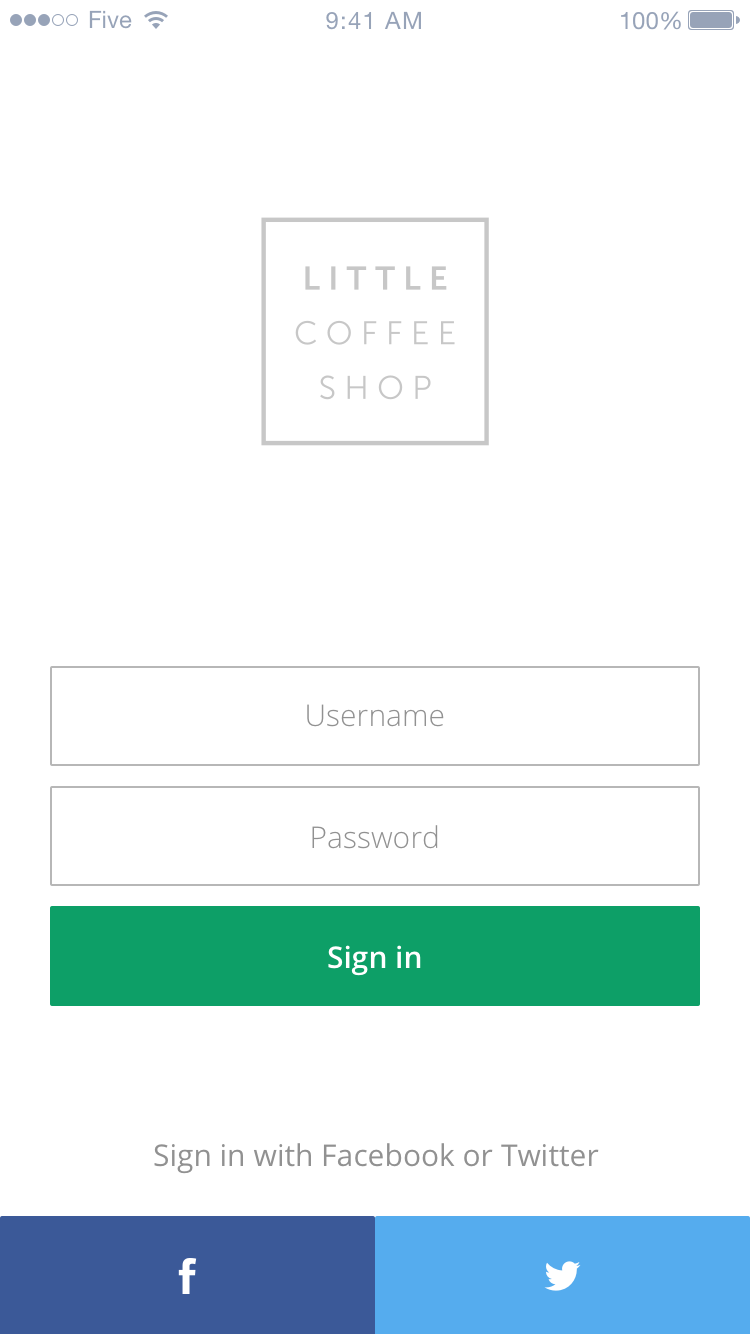 Five 9:41 AM 100%
LITTLE
COFFEE
SHOP
Username
Password
Sign in
Sign in with Facebook or Twitter
f